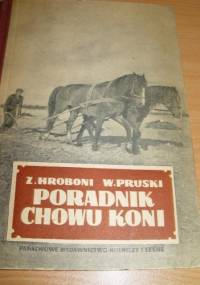 Z. HROBONI W. PRUSKI
PORADNIK
CHOWU KONI
PAŃSTWOWE WYDAWNICTWO ROLNICZE I LEŚNE